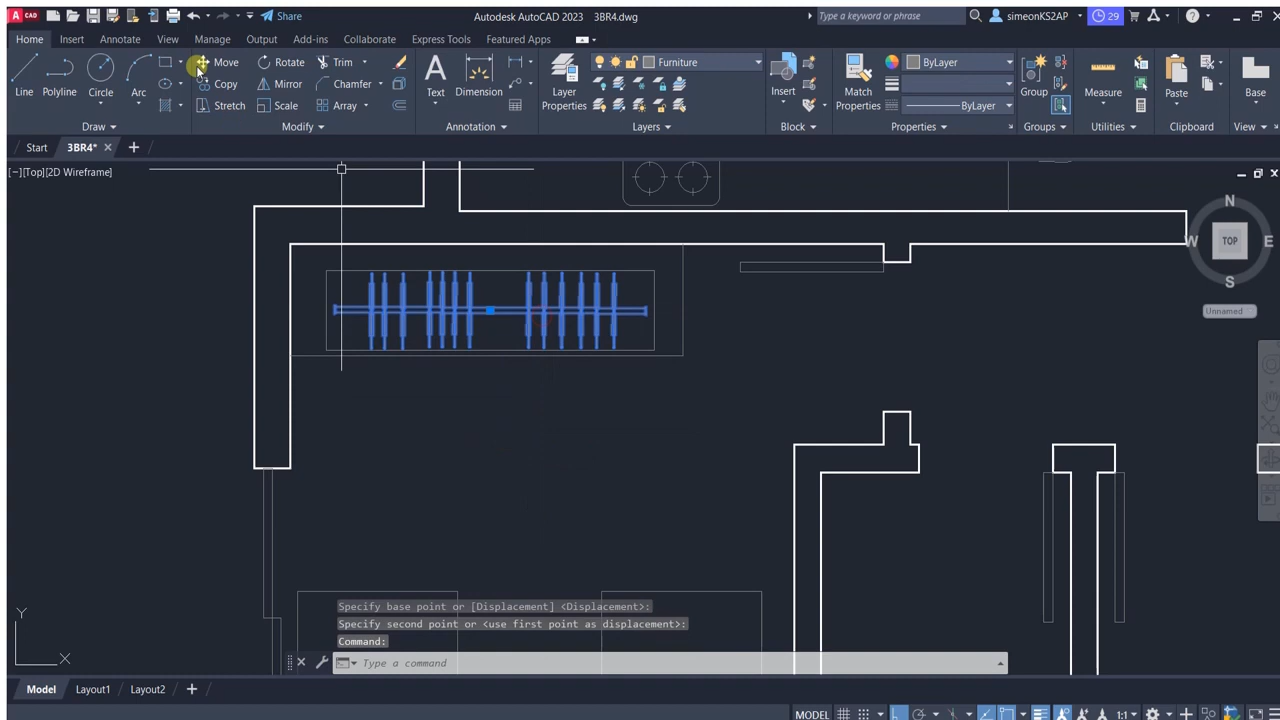 A CAD
Share
Autodesk AutoCAD 2023 3BR4.dwg
Type a keyword or phrase
simeonKS2AP
29
Home Insert Annotate View Manage Output Add-ins Collaborate Express Tools Featured Apps
Line Polyline Circle Arc
Move Rotate Trim
Copy Mirror Chamfer
Stretch Scale Array
Text Dimension
Layer Properties
Furniture
Insert
Match Properties
ByLayer
ByLayer
Group
Measure
Paste
Base
Draw Modify Annotation Layers Block Properties Groups Utilities Clipboard View
Start 3BR4*
[−][Top][2D Wireframe]
N
W TOP E
S
Unnamed
Specify base point or [Displacement] <Displacement>:
Specify second point or <use first point as displacement>:
Command:
Type a command
Y
X
Model Layout1 Layout2
MODEL 1:1